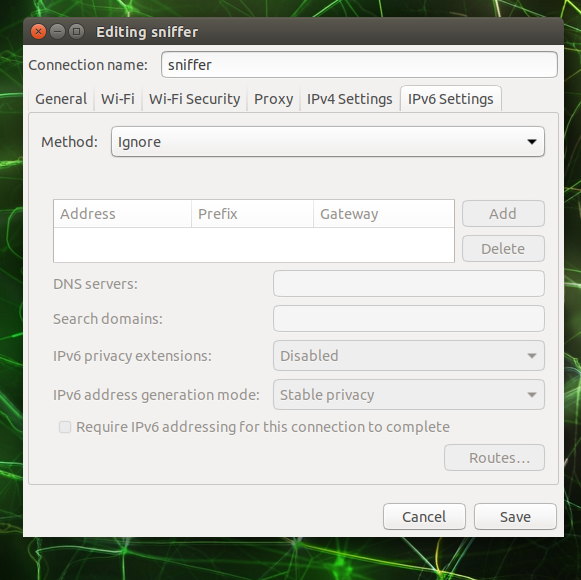 Editing sniffer
Connection name: sniffer
General Wi-Fi Wi-Fi Security Proxy IPv4 Settings IPv6 Settings
Method: Ignore
Address Prefix Gateway Add
Delete
DNS servers:
Search domains:
IPv6 privacy extensions: Disabled
IPv6 address generation mode: Stable privacy
Require IPv6 addressing for this connection to complete
Routes...
Cancel Save